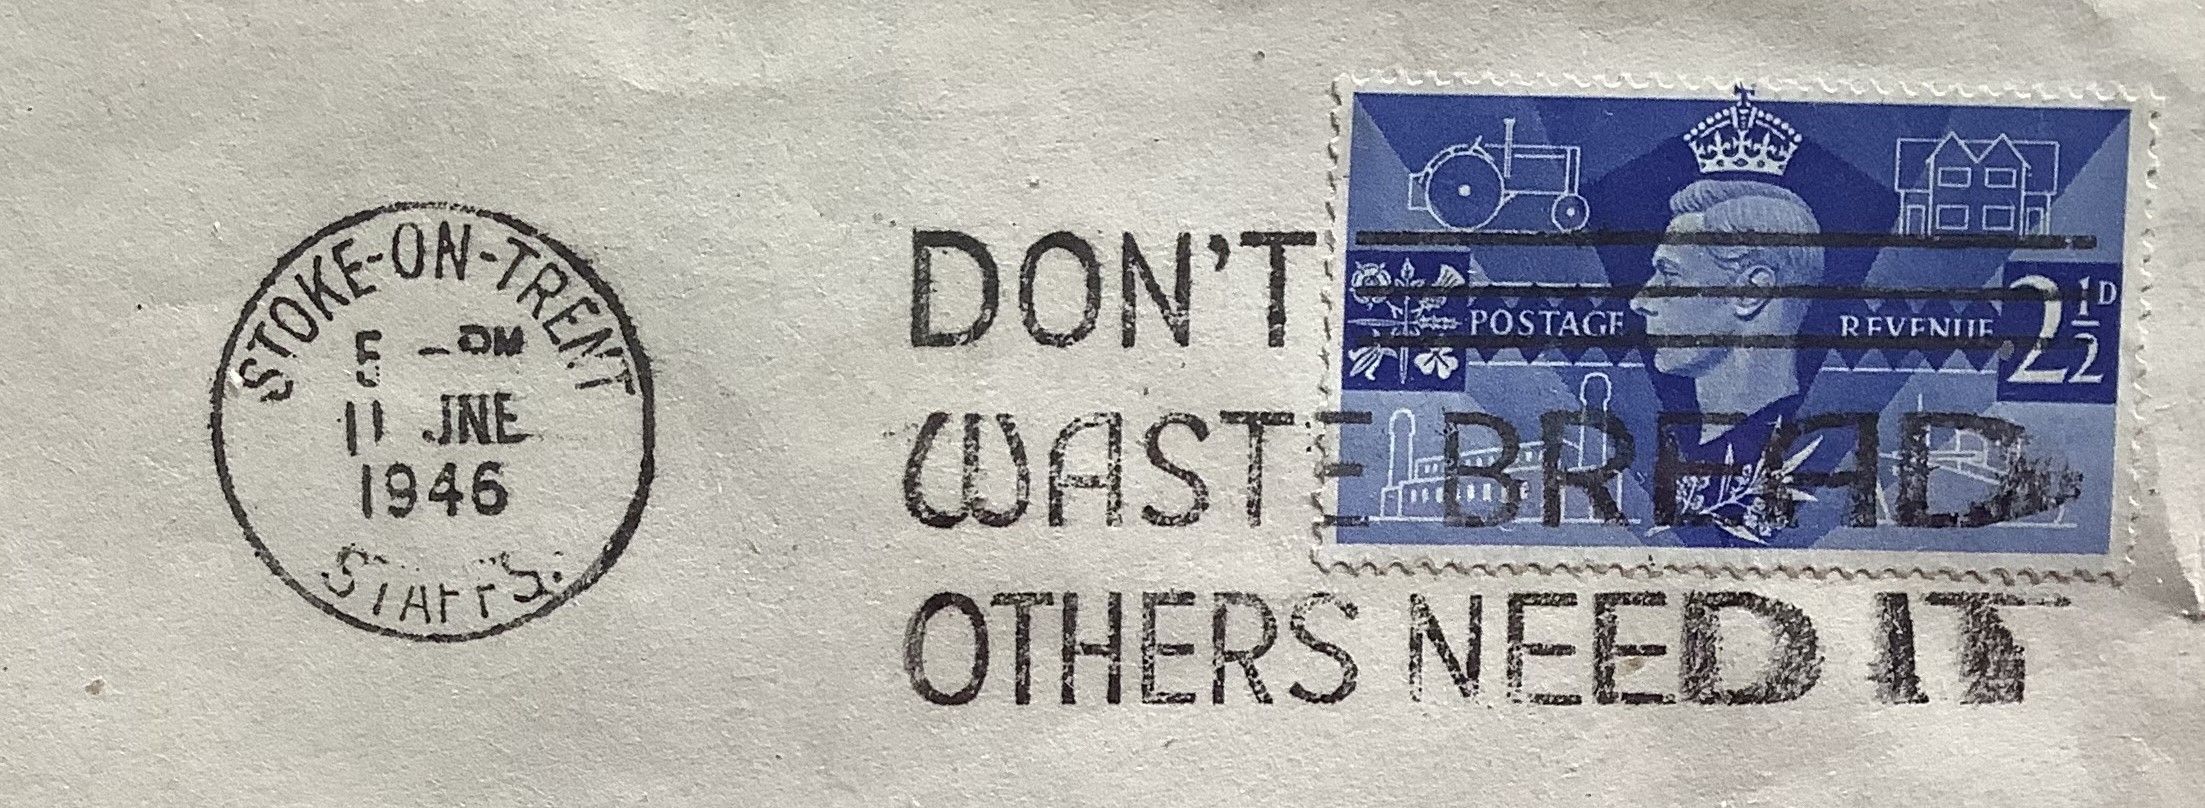 STOKE-ON-TRENT
5 - PM
11 JNE
1946
STAFFS.
DON'T
WASTE BREAD
OTHERS NEED IT
POSTAGE REVENUE
2½D